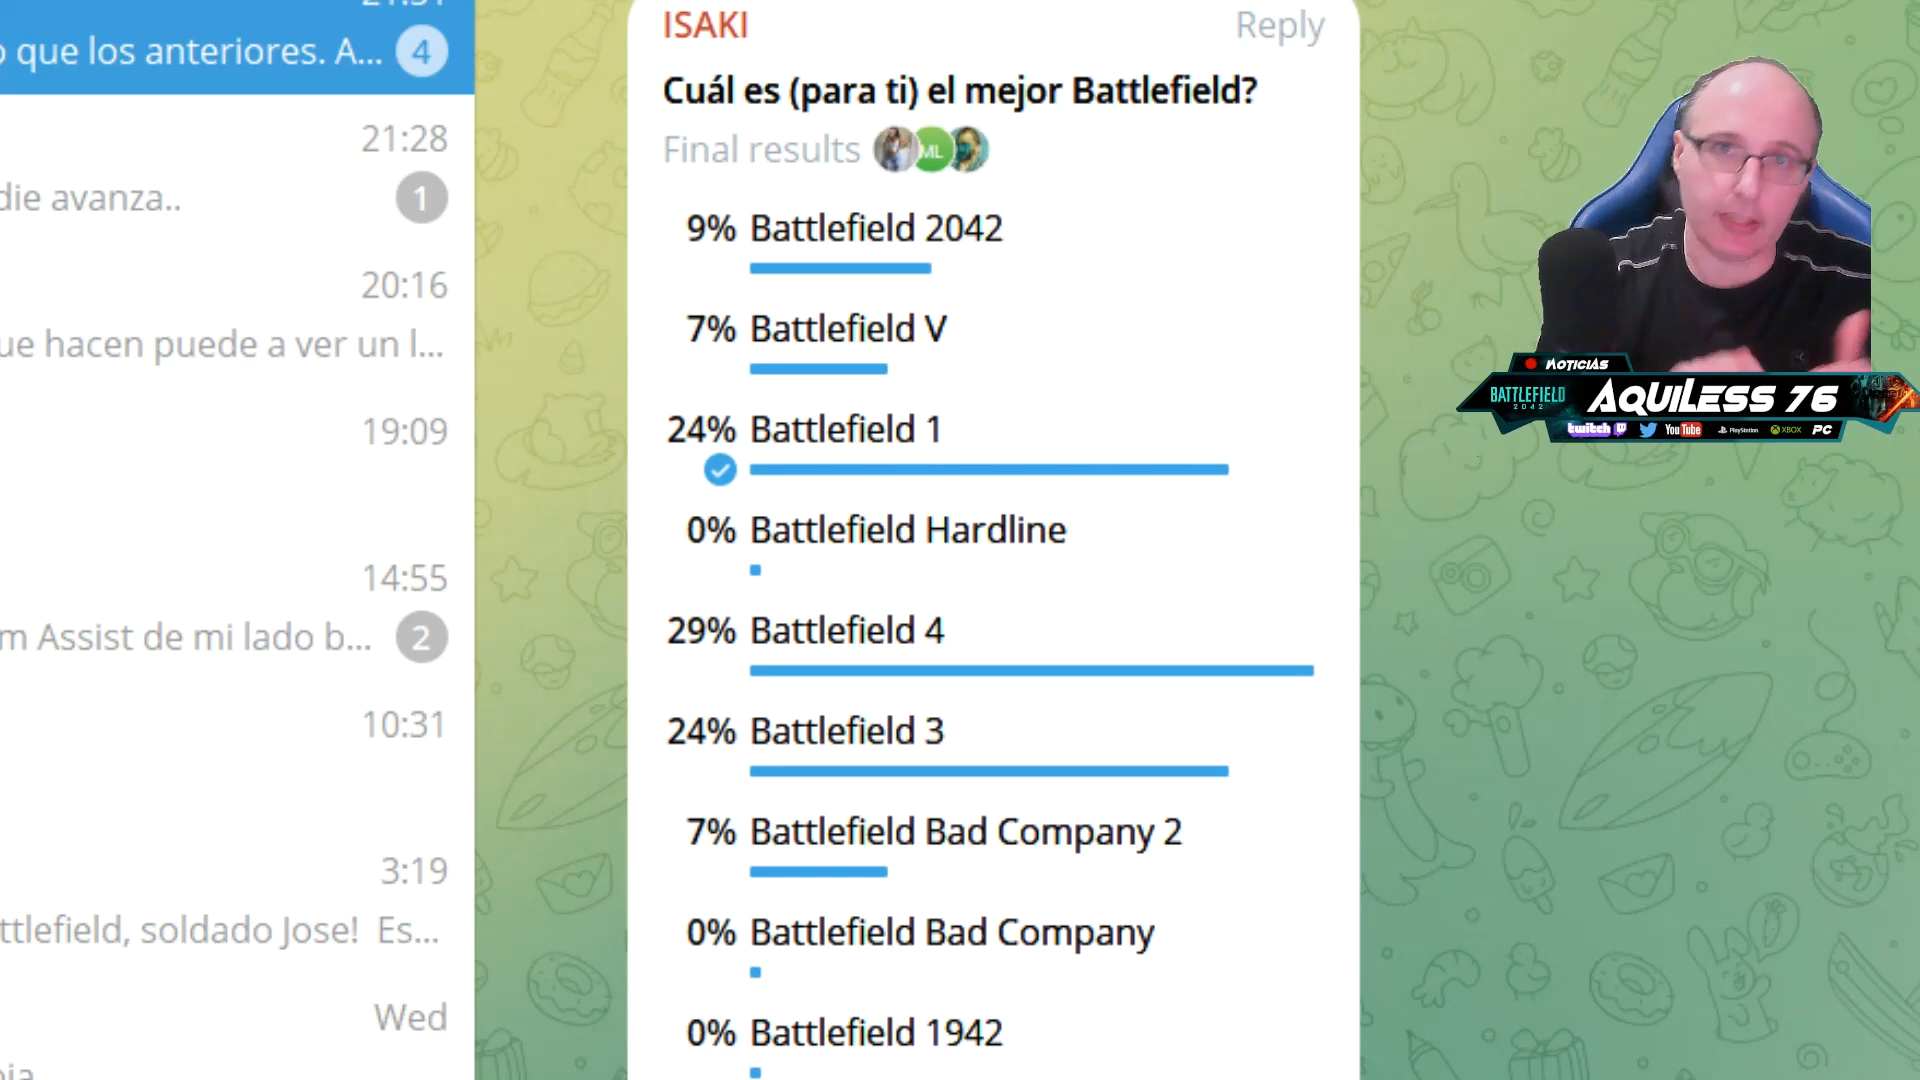 o que los anteriores. A... 4
21:28
die avanza.. 1
20:16
ue hacen puede a ver un l...
19:09
14:55
m Assist de mi lado b... 2
10:31
3:19
ttlefield, soldado Jose! Es...
Wed
ISAKI Reply
Cuál es (para ti) el mejor Battlefield?
Final results ML
9% Battlefield 2042
7% Battlefield V
24% Battlefield 1
0% Battlefield Hardline
29% Battlefield 4
24% Battlefield 3
7% Battlefield Bad Company 2
0% Battlefield Bad Company
0% Battlefield 1942
NOTICIAS
BATTLEFIELD
2042
AQUILESS 76
twitch YouTube PlayStation XBOX PC